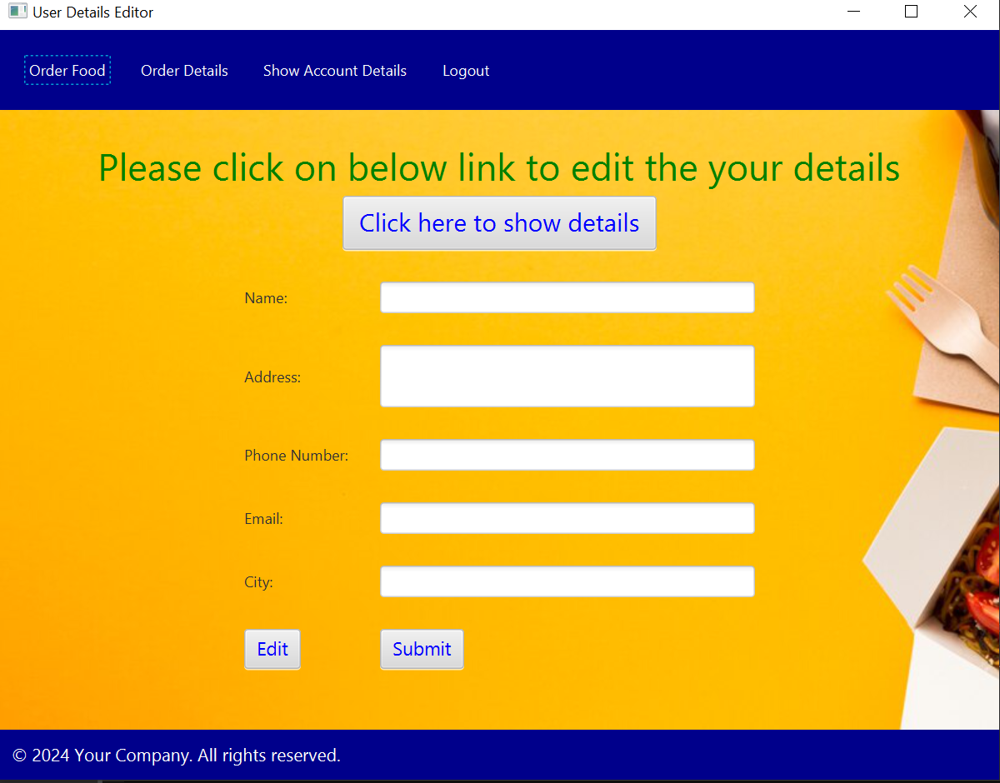 User Details Editor
Order Food Order Details Show Account Details Logout
Please click on below link to edit the your details
Click here to show details
Name:
Address:
Phone Number:
Email:
City:
Edit Submit
© 2024 Your Company. All rights reserved.